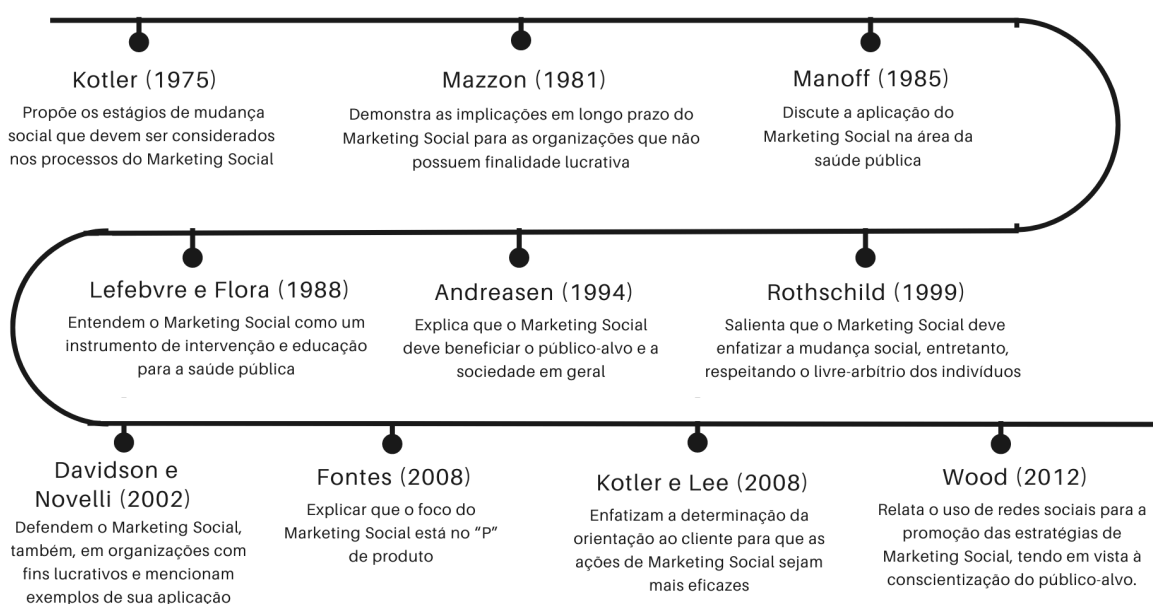 Kotler (1975)
Propõe os estágios de mudança
social que devem ser considerados
nos processos do Marketing Social
Mazzon (1981)
Demonstra as implicações em longo prazo do
Marketing Social para as organizações que não
possuem finalidade lucrativa
Manoff (1985)
Discute a aplicação do
Marketing Social na área da
saúde pública
Lefebvre e Flora (1988)
Entendem o Marketing Social como um
instrumento de intervenção e educação
para a saúde pública
Andreasen (1994)
Explica que o Marketing Social
deve beneficiar o público-alvo e a
sociedade em geral
Rothschild (1999)
Salienta que o Marketing Social deve
enfatizar a mudança social, entretanto,
respeitando o livre-arbítrio dos indivíduos
Davidson e
Novelli (2002)
Defendem o Marketing Social,
também, em organizações com
fins lucrativos e mencionam
exemplos de sua aplicação
Fontes (2008)
Explicar que o foco do
Marketing Social está no “P”
de produto
Kotler e Lee (2008)
Enfatizam a determinação da
orientação ao cliente para que as
ações de Marketing Social sejam
mais eficazes
Wood (2012)
Relata o uso de redes sociais para a
promoção das estratégias de
Marketing Social, tendo em vista à
conscientização do público-alvo.